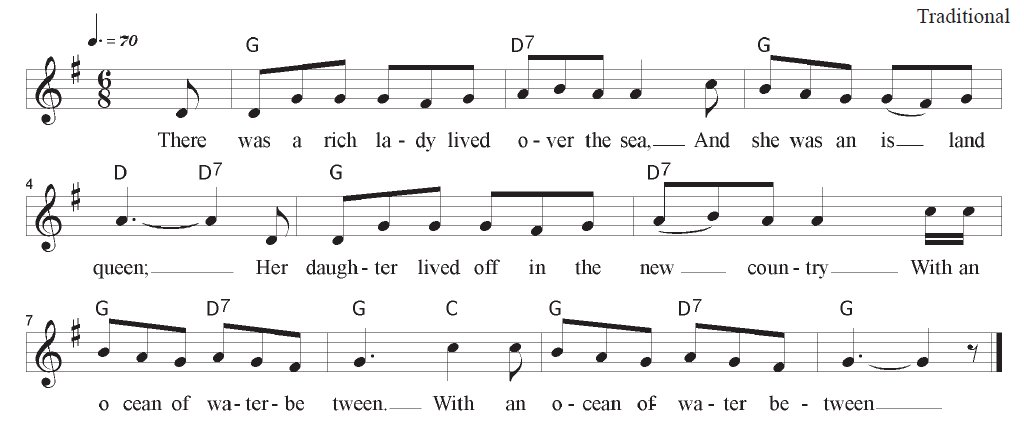 Traditional
♩. = 70
G D7 G
6
8
There was a rich la - dy lived o - ver the sea, And she was an is land
4
D D7 G D7
queen; Her daugh - ter lived off in the new coun - try With an
7
G D7 G C G D7 G
o cean of wa - ter - be tween. With an o - cean of wa - ter be - tween